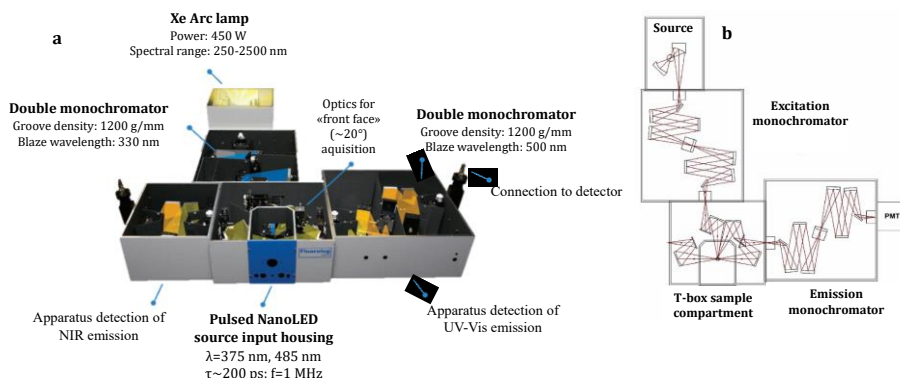 Xe Arc lamp
Power: 450 W
Spectral range: 250-2500 nm
a
Double monochromator
Groove density: 1200 g/mm
Blaze wavelength: 330 nm
Optics for
«front face»
(~20°)
aquisition
Double monochromator
Groove density: 1200 g/mm
Blaze wavelength: 500 nm
Connection to detector
Fluorolog
Apparatus detection of
NIR emission
Pulsed NanoLED
source input housing
λ=375 nm, 485 nm
τ~200 ps; f=1 MHz
Apparatus detection of
UV-Vis emission
b
Source
Excitation
monochromator
PMT
T-box sample
compartment
Emission
monochromator